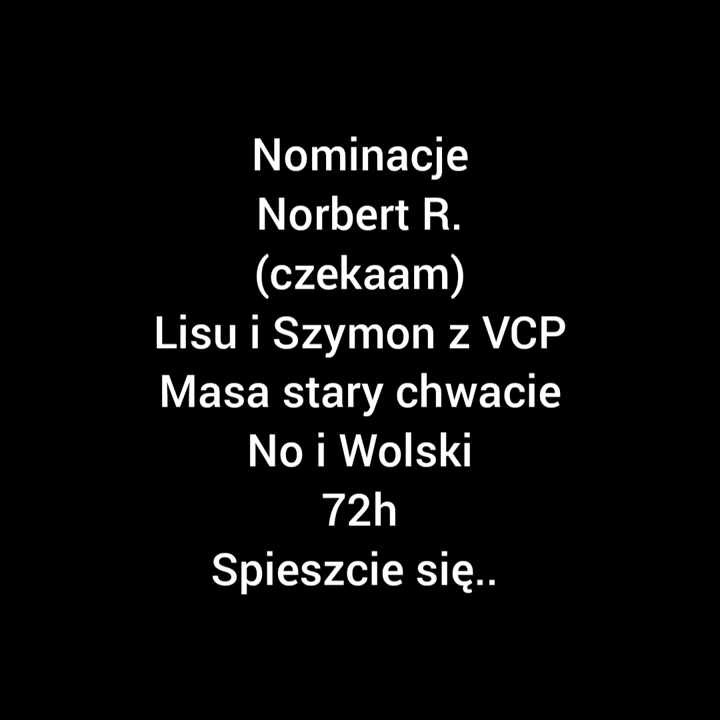 Nominacje
Norbert R.
(czekaam)
Lisu i Szymon z VCP
Masa stary chwacie
No i Wolski
72h
Spieszcie się..